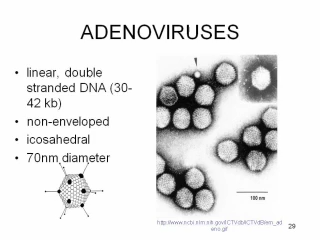 ADENOVIRUSES
• linear, double
stranded DNA (30-
42 kb)
• non-enveloped
• icosahedral
• 70nm diameter
100 nm
29